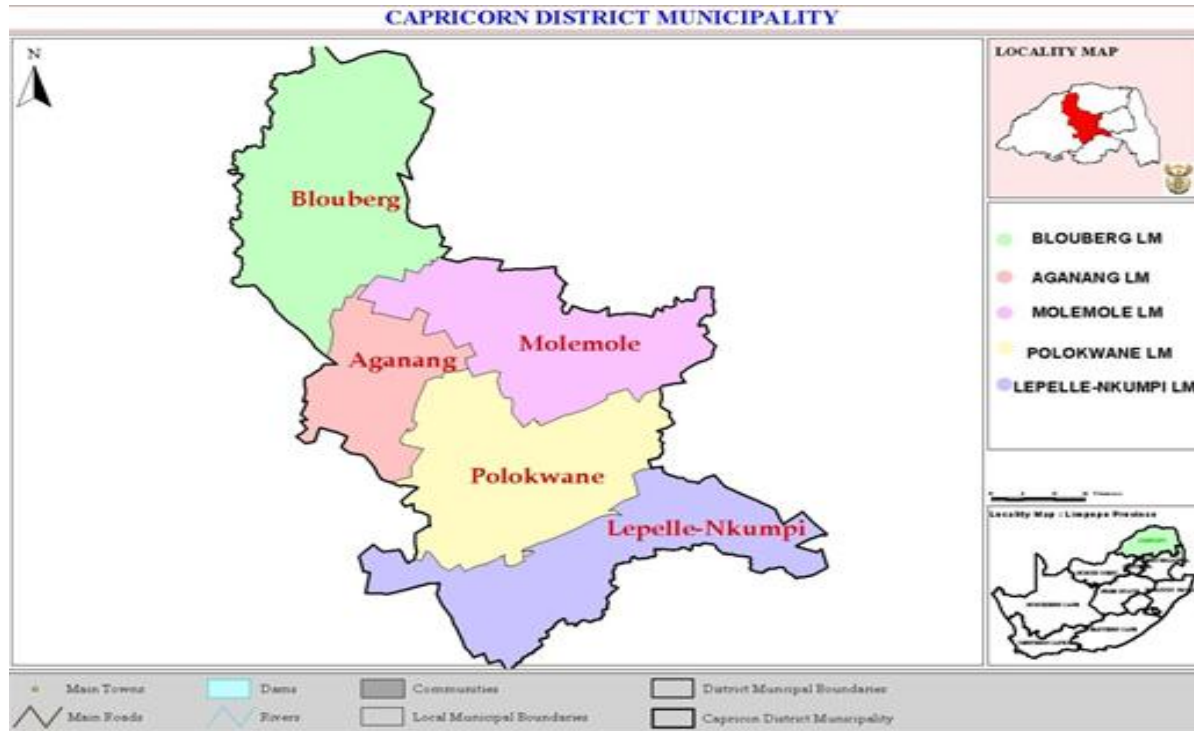 CAPRICORN DISTRICT MUNICIPALITY
N
LOCALITY MAP
Blouberg
Molemole
Aganang
Polokwane
Lepelle-Nkumpi
BLOUBERG LM
AGANANG LM
MOLEMOLE LM
POLOKWANE LM
LEPELLE-NKUMPI LM
Locality Map : Limpopo Province
Main Towns
Dams
Communities
District Municipal Boundaries
Main Roads
Rivers
Local Municipal Boundaries
Capricon District Municipality